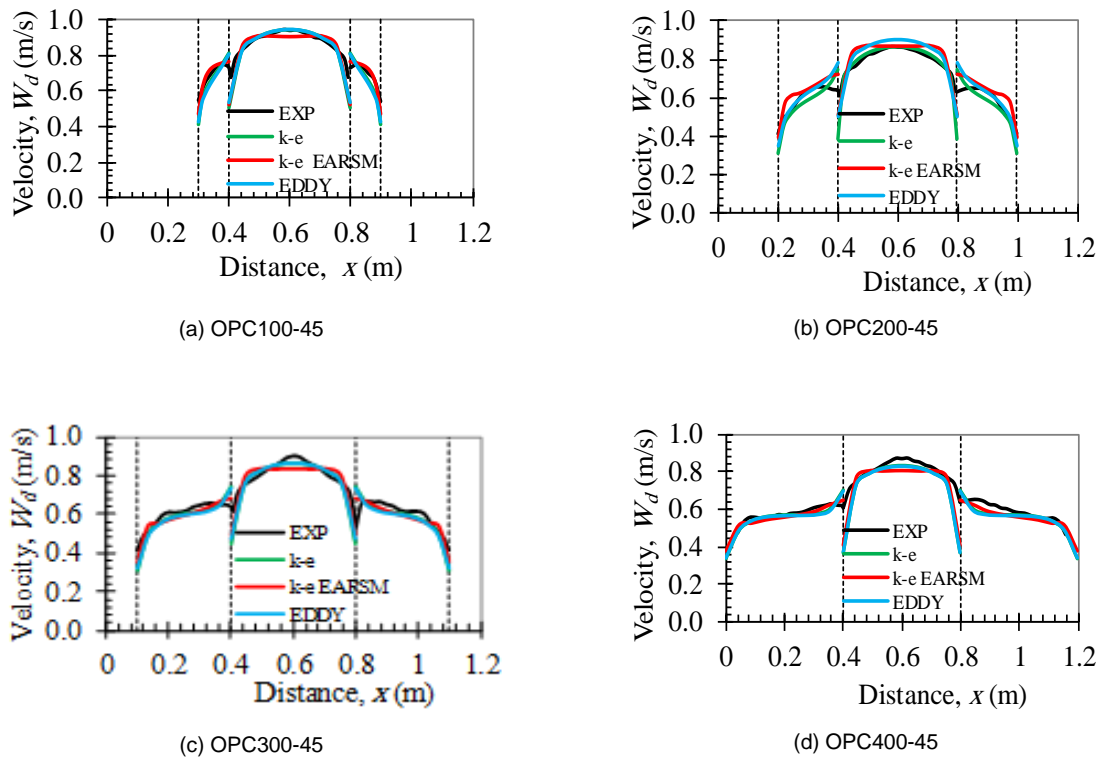 Velocity, W_d (m/s)
1.0
0.8
0.6
0.4
0.2
0.0
EXP
k-e
k-e EARSM
EDDY
0 0.2 0.4 0.6 0.8 1 1.2
Distance, x (m)
(a) OPC100-45
Velocity, W_d (m/s)
1.0
0.8
0.6
0.4
0.2
0.0
EXP
k-e
k-e EARSM
EDDY
0 0.2 0.4 0.6 0.8 1 1.2
Distance, x (m)
(b) OPC200-45
Velocity, W_d (m/s)
1.0
0.8
0.6
0.4
0.2
0.0
EXP
k-e
k-e EARSM
EDDY
0 0.2 0.4 0.6 0.8 1 1.2
Distance, x (m)
(c) OPC300-45
Velocity, W_d (m/s)
1.0
0.8
0.6
0.4
0.2
0.0
EXP
k-e
k-e EARSM
EDDY
0 0.2 0.4 0.6 0.8 1 1.2
Distance, x (m)
(d) OPC400-45